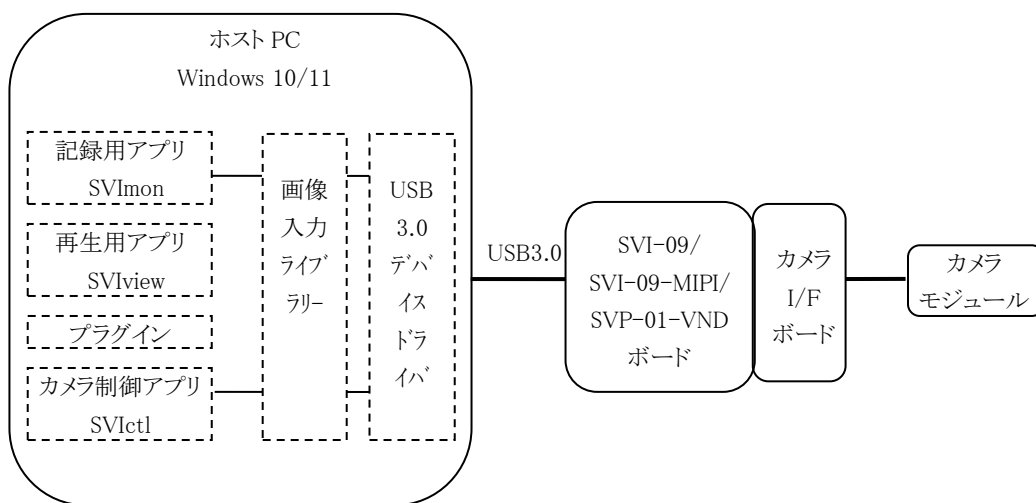 ホスト PC
Windows 10/11
記録用アプリ
SVImon
再生用アプリ
SVIview
プラグイン
カメラ制御アプリ
SVIctl
画像
入力
ライブ
ラリー
USB
3.0
デバ
イス
ドラ
イバ
USB3.0
SVI-09/
SVI-09-MIPI/
SVP-01-VND
ボード
カメラ
I/F
ボード
カメラ
モジュール